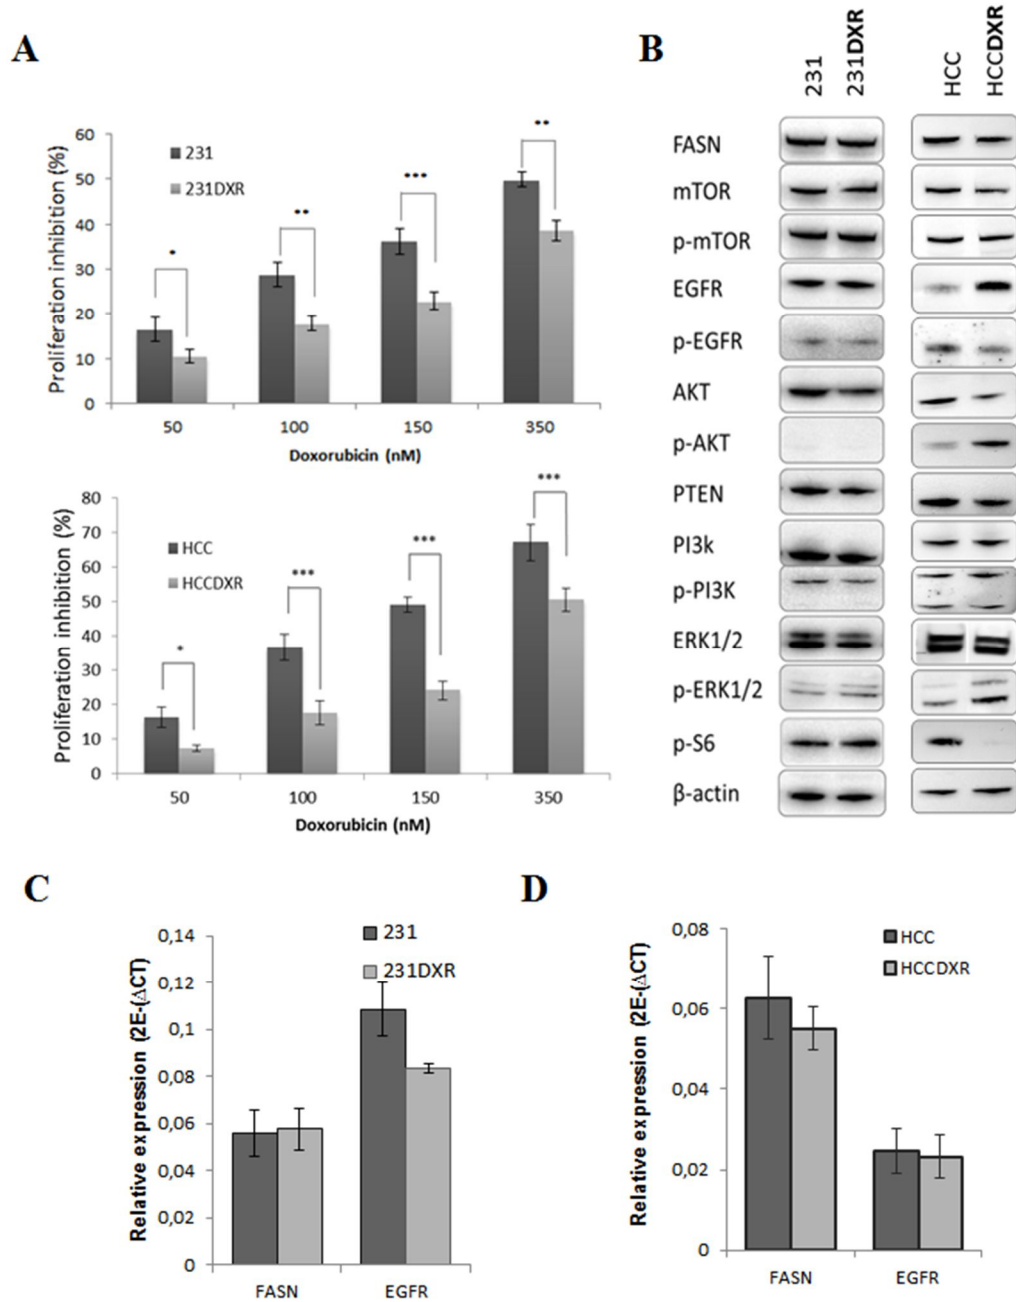 A
60
50
40
30
20
10
0
Proliferation inhibition (%)
231
231DXR
*
**
***
**
50 100 150 350
Doxorubicin (nM)
80
70
60
50
40
30
20
10
0
Proliferation inhibition (%)
HCC
HCCDXR
*
***
***
***
50 100 150 350
Doxorubicin (nM)
B
231 231DXR HCC HCCDXR
FASN
mTOR
p-mTOR
EGFR
p-EGFR
AKT
p-AKT
PTEN
PI3k
p-PI3K
ERK1/2
p-ERK1/2
p-S6
β-actin
C
0,14
0,12
0,1
0,08
0,06
0,04
0,02
0
Relative expression (2E-(ΔCT)
231
231DXR
FASN EGFR
D
0,08
0,06
0,04
0,02
0
Relative expression (2E-(ΔCT)
HCC
HCCDXR
FASN EGFR